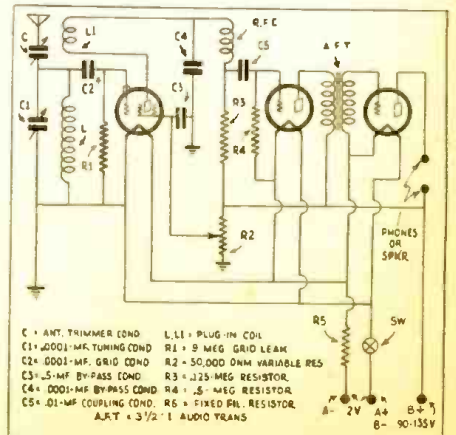 L1
R.F.C
C
C4
C5
A.F.T
C2
C3
C1
L
R1
R3
R4
R2
PHONES
OR
SPKR
R5
SW
A- 2V A+ B+
B- 90-135V
C = ANT. TRIMMER COND. L, L1 = PLUG-IN COIL
C1 = .0001-MF. TUNING COND R1 = 9 MEG GRID LEAK
C2 = .0001-MF. GRID COND R2 = 50,000 OHM VARIABLE RES
C3 = .5-MF BY-PASS COND R3 = .125-MEG RESISTOR
C4 = .0001-MF BY-PASS COND R4 = .5-MEG RESISTOR
C5 = .01-MF COUPLING COND. R6 = FIXED FIL. RESISTOR
A.F.T = 3½:1 AUDIO TRANS